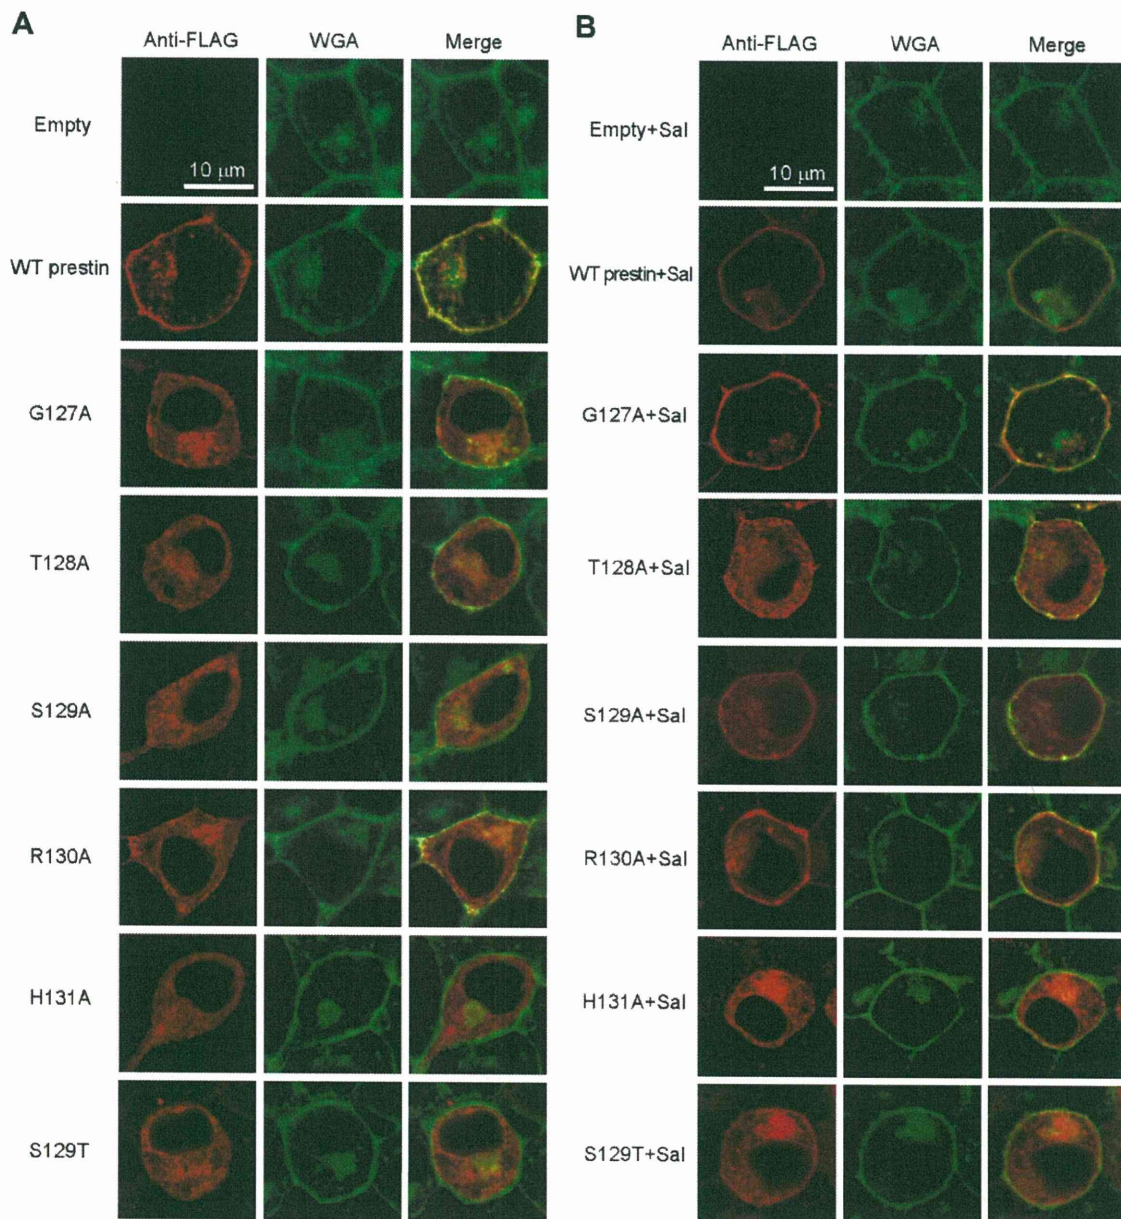 A
Anti-FLAG WGA Merge
Empty
10 μm
WT prestin
G127A
T128A
S129A
R130A
H131A
S129T
B
Anti-FLAG WGA Merge
Empty+Sal
10 μm
WT prestin+Sal
G127A+Sal
T128A+Sal
S129A+Sal
R130A+Sal
H131A+Sal
S129T+Sal